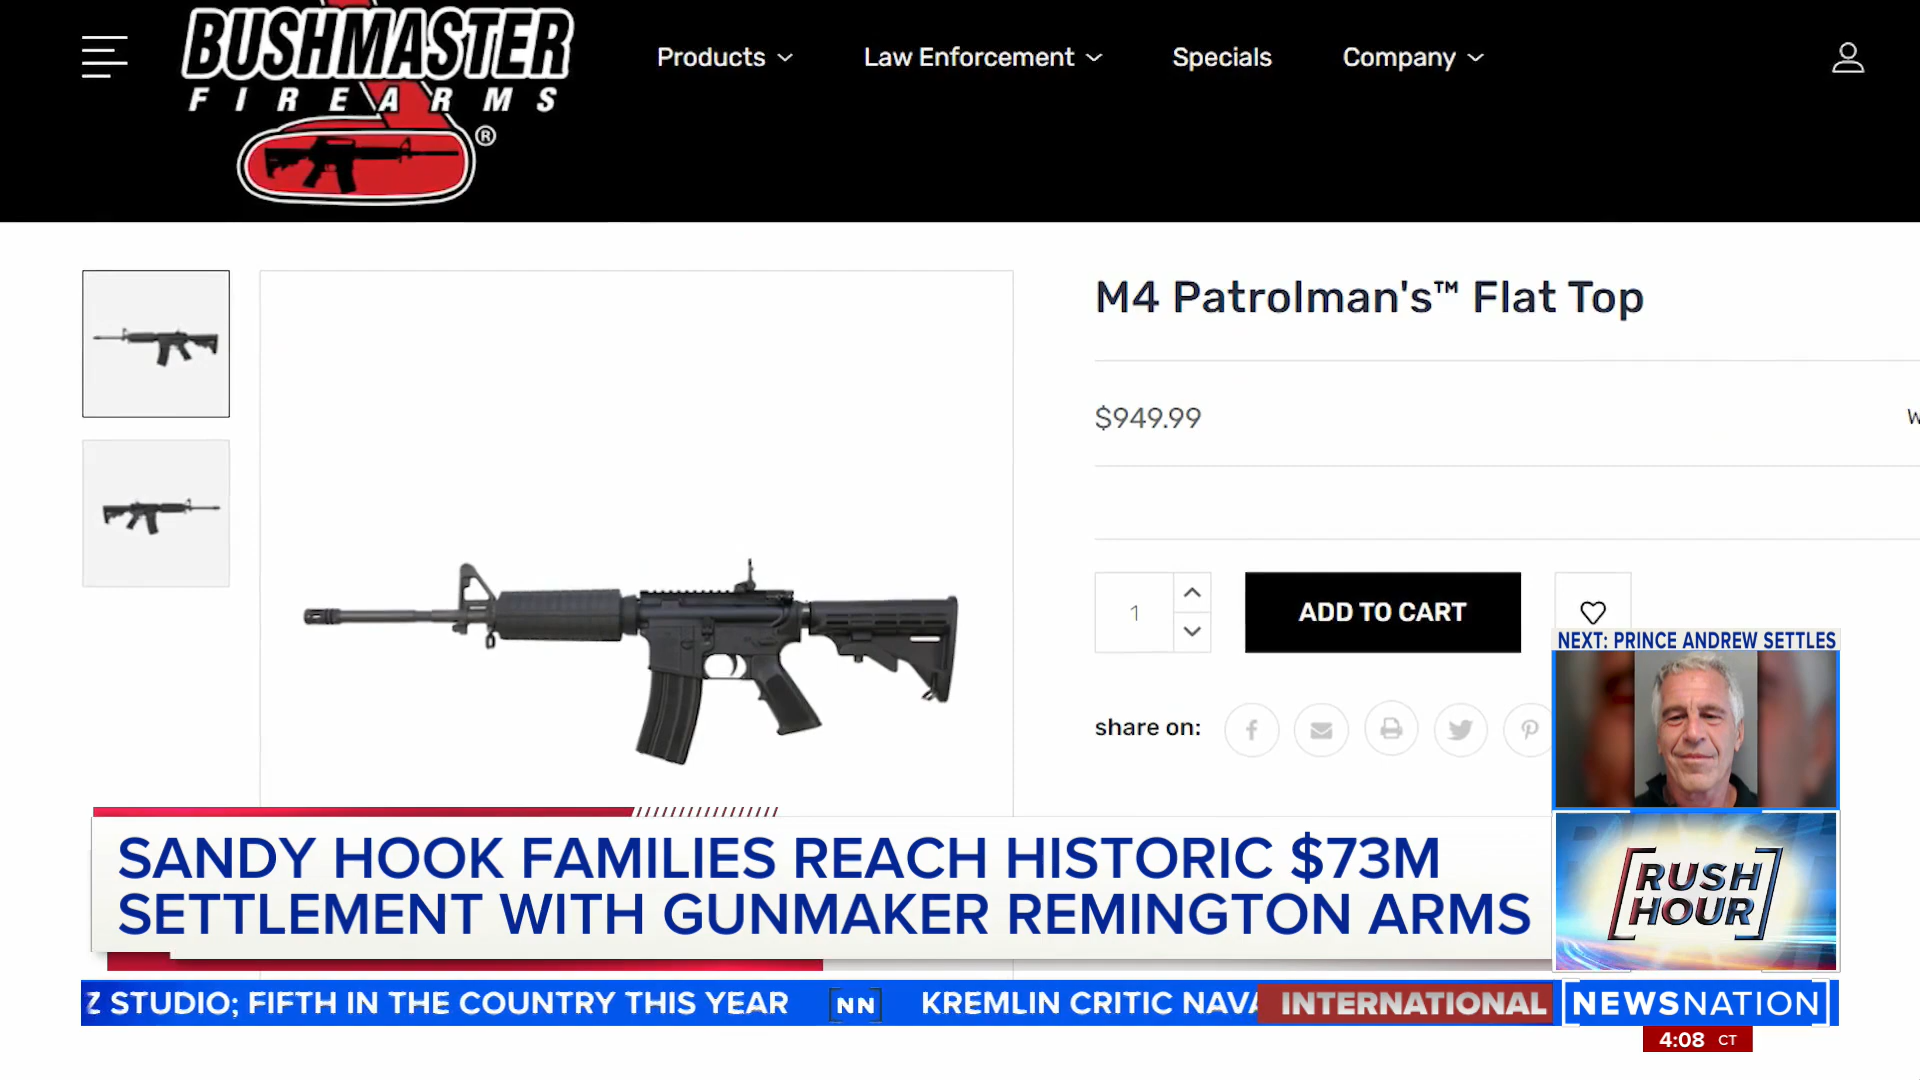 BUSHMASTER
FIREARMS
®
Products
Law Enforcement
Specials
Company
M4 Patrolman's™ Flat Top
$949.99
W
1
ADD TO CART
share on:
NEXT: PRINCE ANDREW SETTLES
SANDY HOOK FAMILIES REACH HISTORIC $73M
SETTLEMENT WITH GUNMAKER REMINGTON ARMS
RUSH
HOUR
Z STUDIO; FIFTH IN THE COUNTRY THIS YEAR NN KREMLIN CRITIC NAVA INTERNATIONAL NEWSNATION
4:08 CT